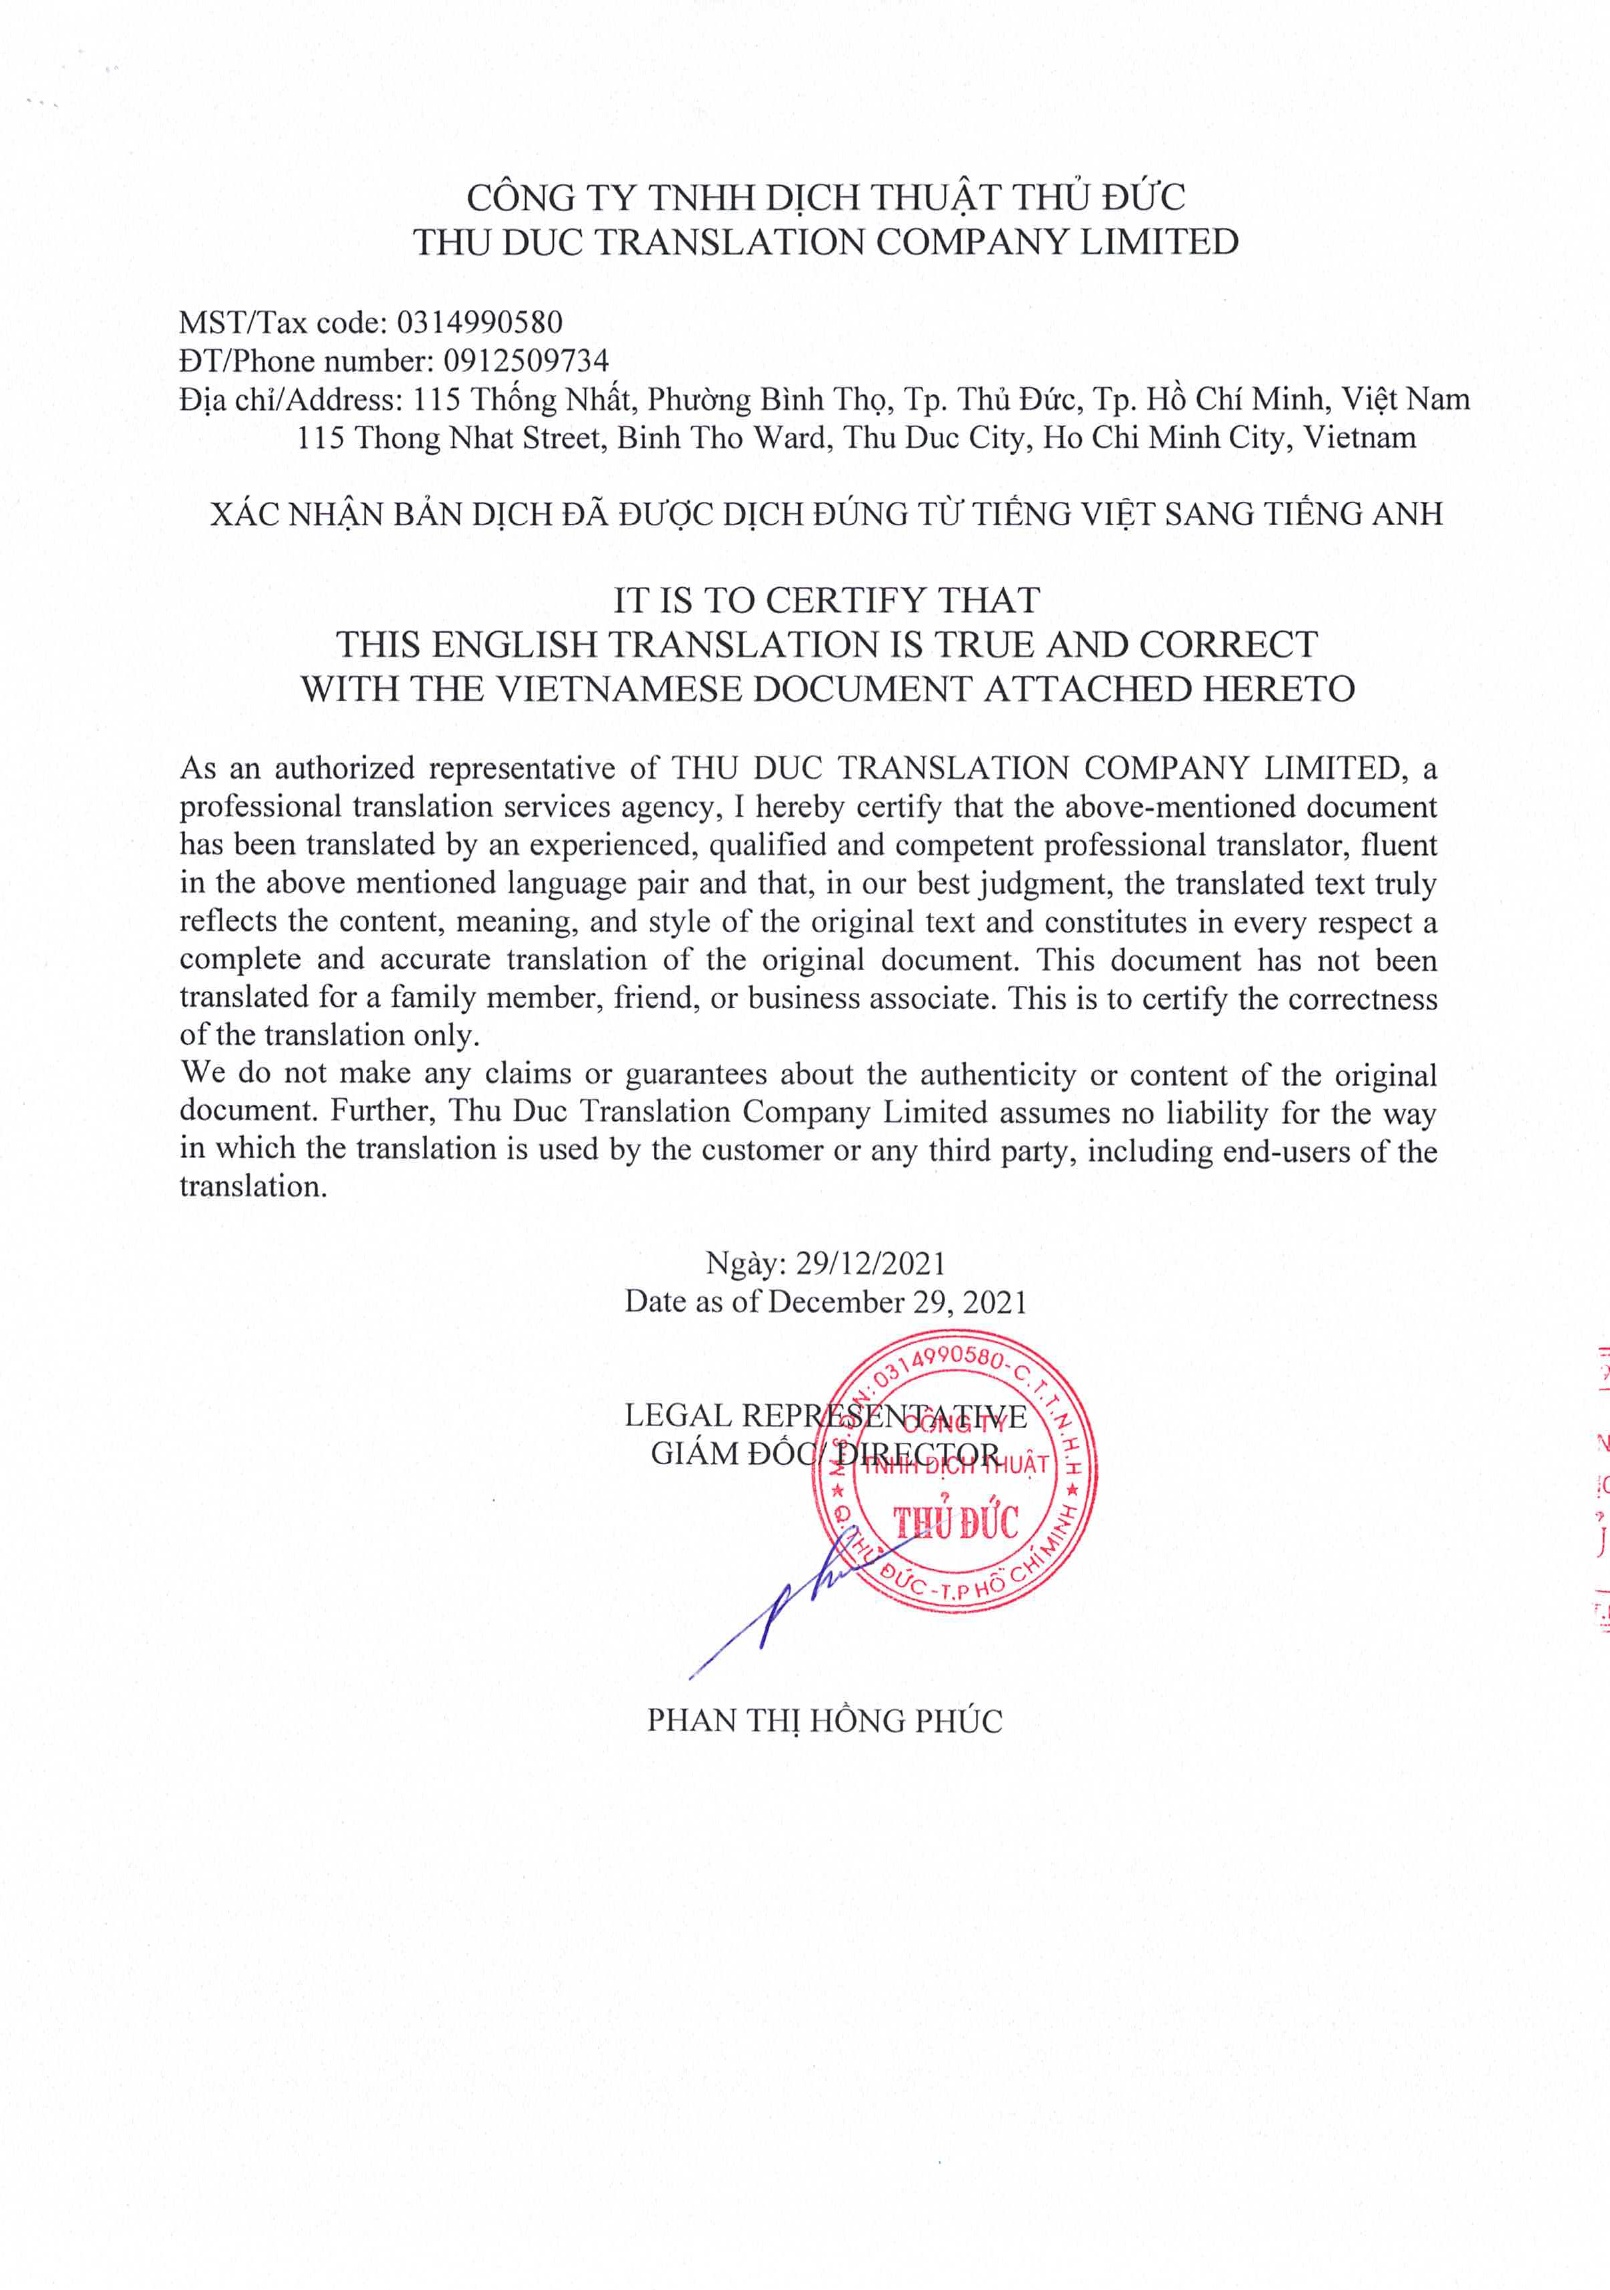 CÔNG TY TNHH DỊCH THUẬT THỦ ĐỨC
THU DUC TRANSLATION COMPANY LIMITED
MST/Tax code: 0314990580
ĐT/Phone number: 0912509734
Địa chỉ/Address: 115 Thống Nhất, Phường Bình Thọ, Tp. Thủ Đức, Tp. Hồ Chí Minh, Việt Nam
115 Thong Nhat Street, Binh Tho Ward, Thu Duc City, Ho Chi Minh City, Vietnam
XÁC NHẬN BẢN DỊCH ĐÃ ĐƯỢC DỊCH ĐÚNG TỪ TIẾNG VIỆT SANG TIẾNG ANH
IT IS TO CERTIFY THAT
THIS ENGLISH TRANSLATION IS TRUE AND CORRECT
WITH THE VIETNAMESE DOCUMENT ATTACHED HERETO
As an authorized representative of THU DUC TRANSLATION COMPANY LIMITED, a
professional translation services agency, I hereby certify that the above-mentioned document
has been translated by an experienced, qualified and competent professional translator, fluent
in the above mentioned language pair and that, in our best judgment, the translated text truly
reflects the content, meaning, and style of the original text and constitutes in every respect a
complete and accurate translation of the original document. This document has not been
translated for a family member, friend, or business associate. This is to certify the correctness
of the translation only.
We do not make any claims or guarantees about the authenticity or content of the original
document. Further, Thu Duc Translation Company Limited assumes no liability for the way
in which the translation is used by the customer or any third party, including end-users of the
translation.
Ngày: 29/12/2021
Date as of December 29, 2021
LEGAL REPRESENTATIVE
GIÁM ĐỐC/ DIRECTOR
M.S.D.N: 0314990580-C.T.T.N.H.H
CÔNG TY
TNHH DỊCH THUẬT
THỦ ĐỨC
Q.THỦ ĐỨC-T.P HỒ CHÍ MINH
PHAN THỊ HỒNG PHÚC